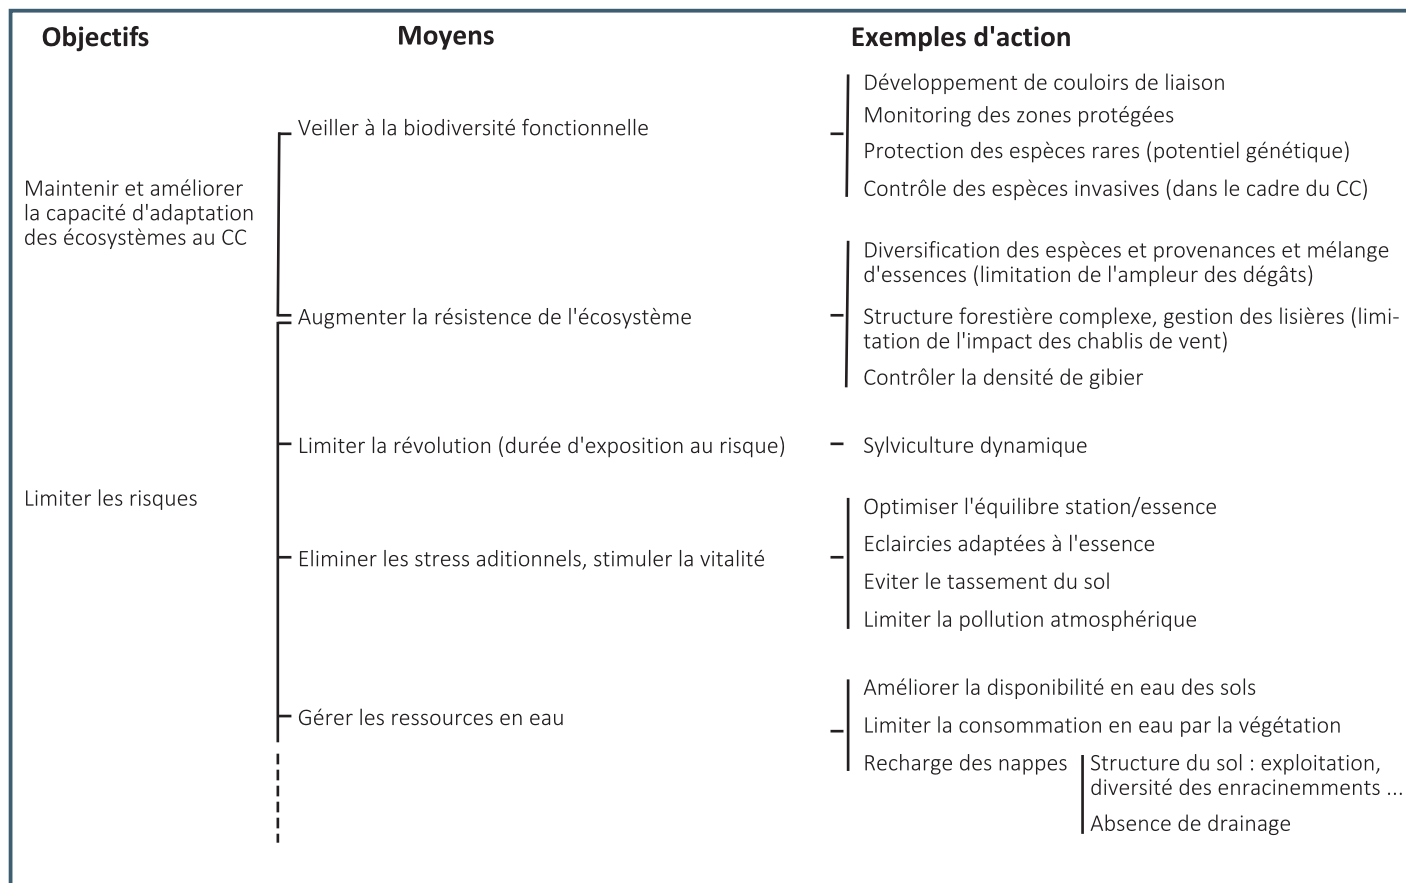 Objectifs
Moyens
Exemples d'action
Maintenir et améliorer
la capacité d'adaptation
des écosystèmes au CC
Veiller à la biodiversité fonctionnelle
Développement de couloirs de liaison
Monitoring des zones protégées
Protection des espèces rares (potentiel génétique)
Contrôle des espèces invasives (dans le cadre du CC)
Augmenter la résistence de l'écosystème
Diversification des espèces et provenances et mélange
d'essences (limitation de l'ampleur des dégâts)
Structure forestière complexe, gestion des lisières (limi-
tation de l'impact des chablis de vent)
Contrôler la densité de gibier
Limiter les risques
Limiter la révolution (durée d'exposition au risque)
Sylviculture dynamique
Eliminer les stress aditionnels, stimuler la vitalité
Optimiser l'équilibre station/essence
Eclaircies adaptées à l'essence
Eviter le tassement du sol
Limiter la pollution atmosphérique
Gérer les ressources en eau
Améliorer la disponibilité en eau des sols
Limiter la consommation en eau par la végétation
Recharge des nappes
Structure du sol : exploitation,
diversité des enracinemments ...
Absence de drainage